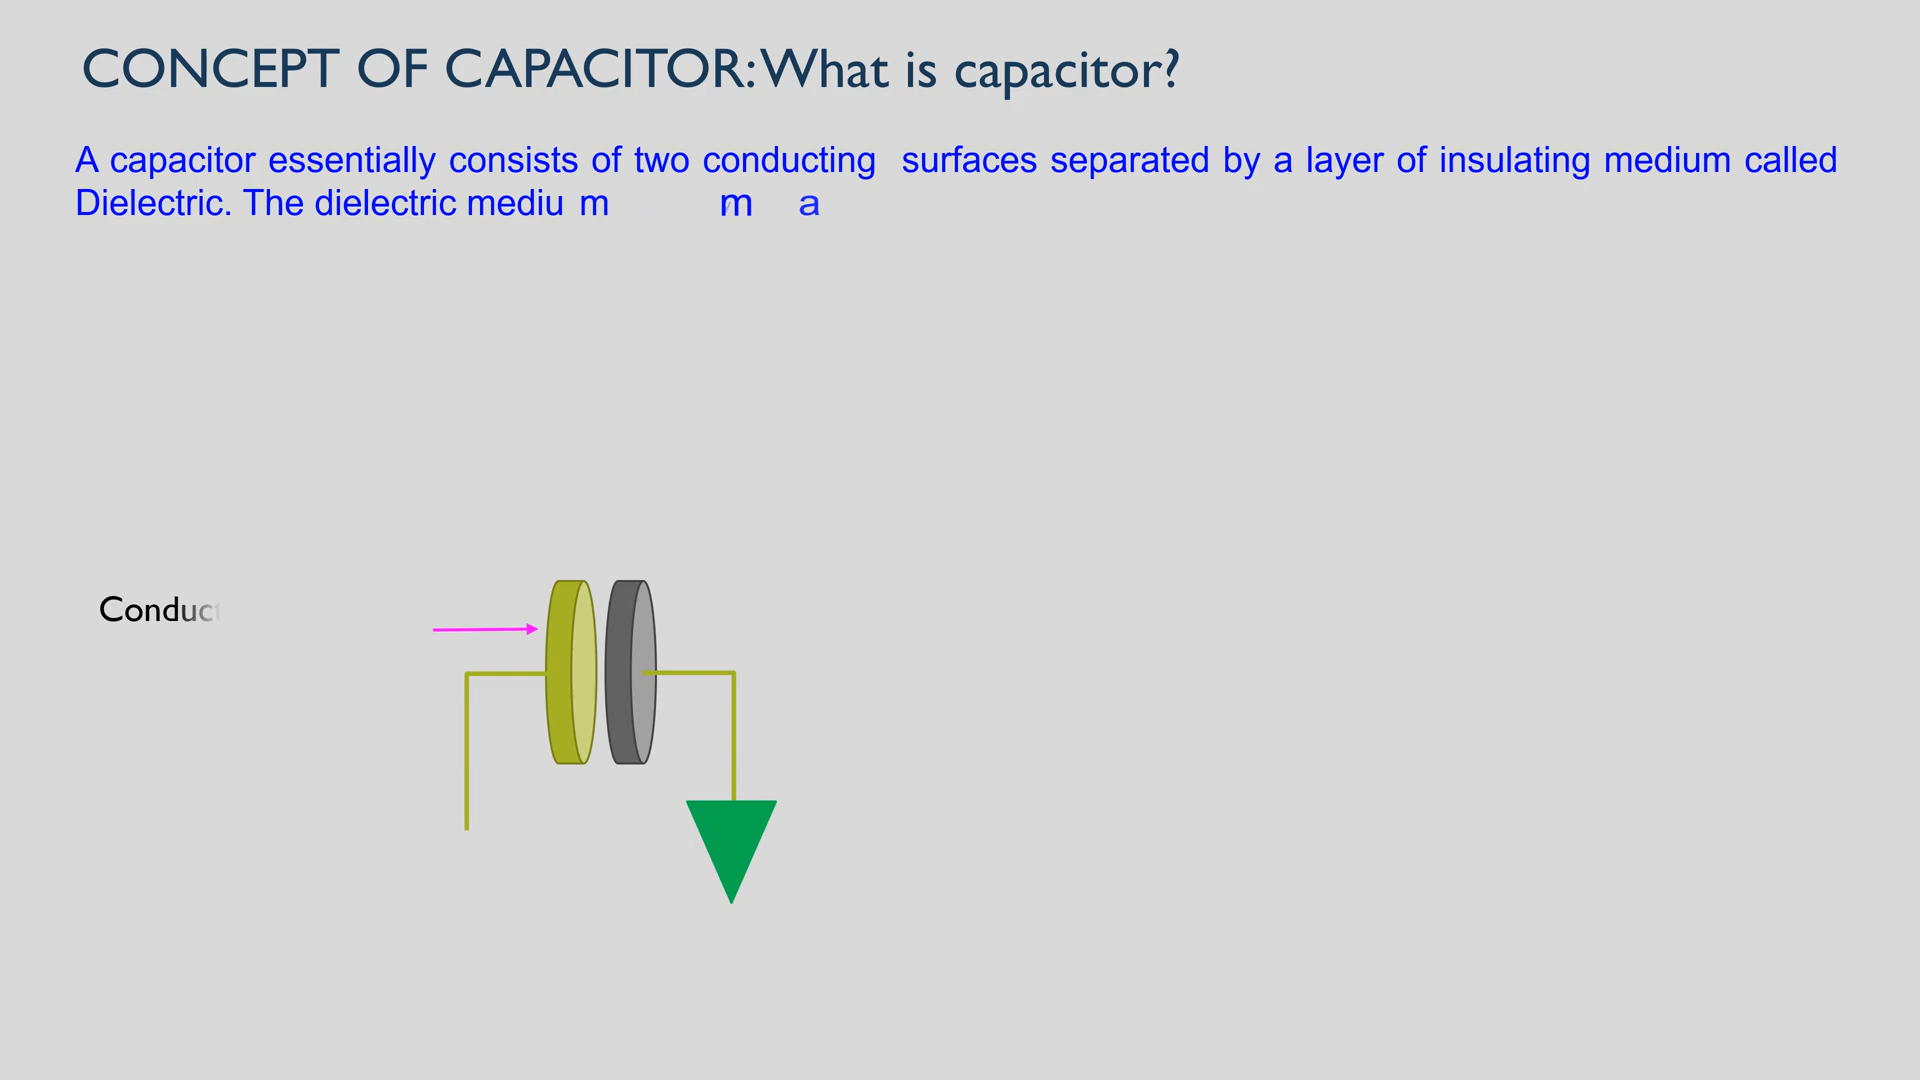 CONCEPT OF CAPACITOR: What is capacitor?
A capacitor essentially consists of two conducting surfaces separated by a layer of insulating medium called
Dielectric. The dielectric mediu m m a
Conduct